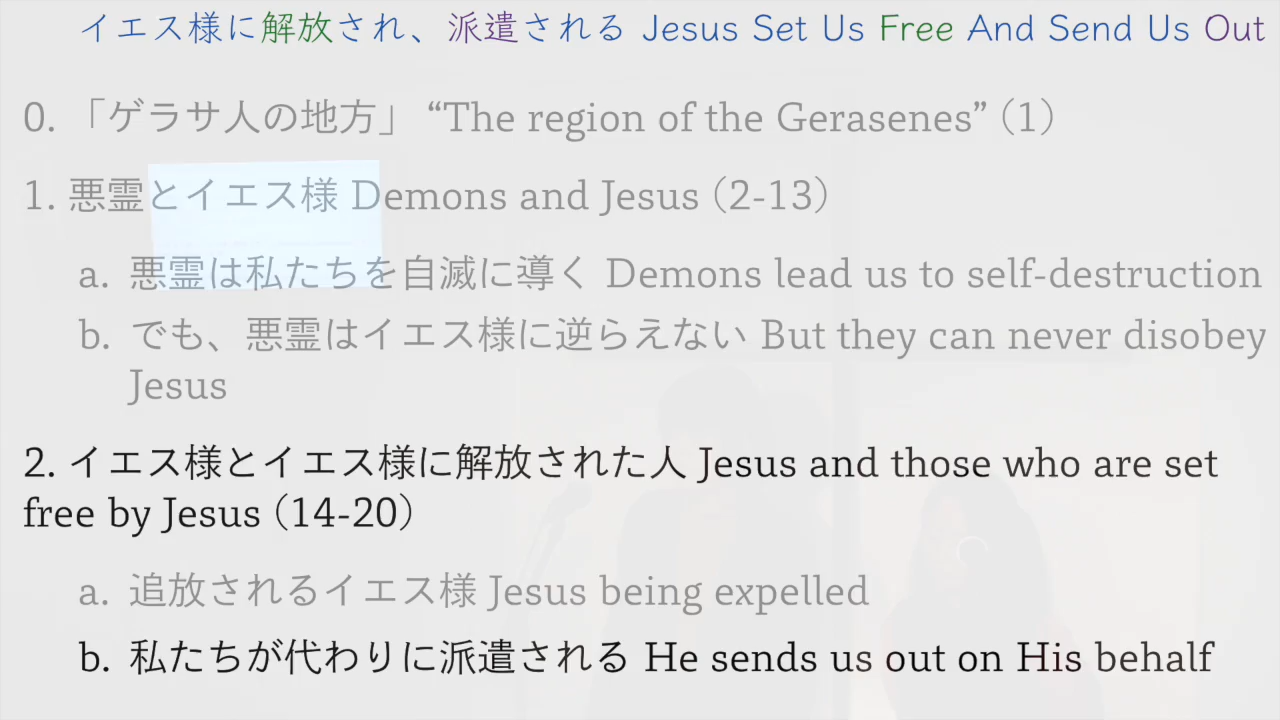 イエス様に解放され、派遣される Jesus Set Us Free And Send Us Out
0. 「ゲラサ人の地方」 “The region of the Gerasenes” (1)
1. 悪霊とイエス様 Demons and Jesus (2-13)
a. 悪霊は私たちを自滅に導く Demons lead us to self-destruction
b. でも、悪霊はイエス様に逆らえない But they can never disobey
Jesus
2. イエス様とイエス様に解放された人 Jesus and those who are set
free by Jesus (14-20)
a. 追放されるイエス様 Jesus being expelled
b. 私たちが代わりに派遣される He sends us out on His behalf